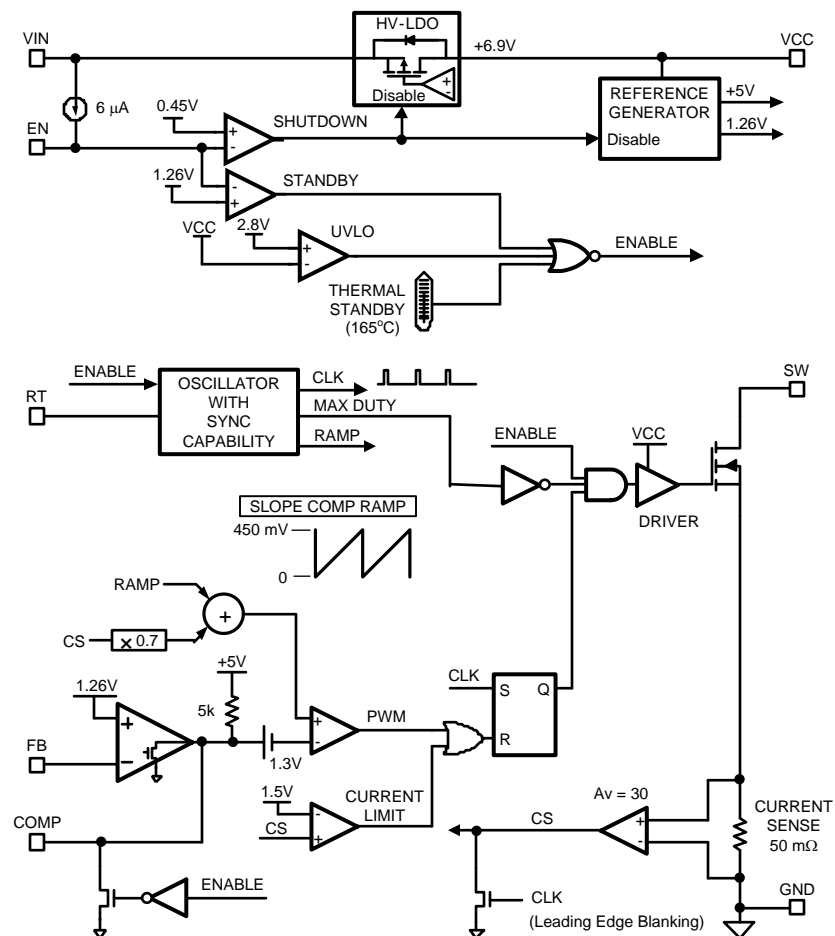 HV-LDO
VIN
+6.9V
VCC
+
-
Disable
6 μA
0.45V
SHUTDOWN
REFERENCE
GENERATOR
Disable
+5V
1.26V
EN
+
-
1.26V
STANDBY
-
+
VCC
2.8V
UVLO
+
-
ENABLE
THERMAL
STANDBY
(165°C)
ENABLE
OSCILLATOR
WITH
SYNC
CAPABILITY
CLK
MAX DUTY
RAMP
RT
SW
ENABLE
VCC
DRIVER
SLOPE COMP RAMP
450 mV
0
RAMP
+
CS
× 0.7
+5V
1.26V
5k
CLK
S
Q
R
+
-
PWM
+
−
FB
1.3V
1.5V
CURRENT
LIMIT
-
+
CS
Av = 30
CS
+
-
CURRENT
SENSE
50 mΩ
COMP
ENABLE
CLK
(Leading Edge Blanking)
GND